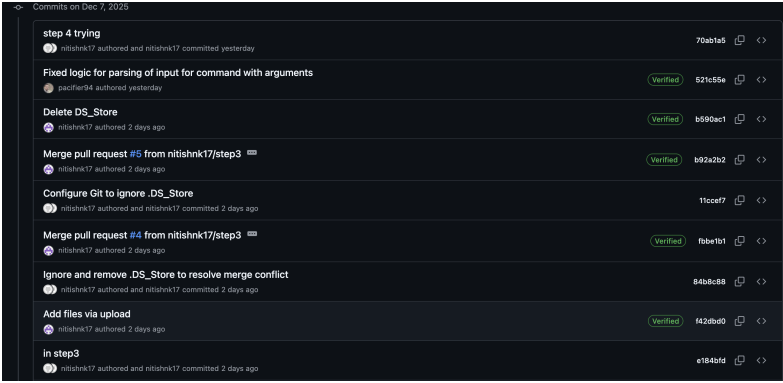 Commits on Dec 7, 2025
step 4 trying
nitishnk17 authored and nitishnk17 committed yesterday
70ab1a5
Fixed logic for parsing of input for command with arguments
pacifier94 authored yesterday
Verified 521c55e
Delete DS_Store
nitishnk17 authored 2 days ago
Verified b590ac1
Merge pull request #5 from nitishnk17/step3
nitishnk17 authored 2 days ago
Verified b92a2b2
Configure Git to ignore .DS_Store
nitishnk17 authored and nitishnk17 committed 2 days ago
11ccef7
Merge pull request #4 from nitishnk17/step3
nitishnk17 authored 2 days ago
Verified fbbe1b1
Ignore and remove .DS_Store to resolve merge conflict
nitishnk17 authored and nitishnk17 committed 2 days ago
84b8c88
Add files via upload
nitishnk17 authored 2 days ago
Verified f42dbd0
in step3
nitishnk17 authored and nitishnk17 committed 2 days ago
e184bfd